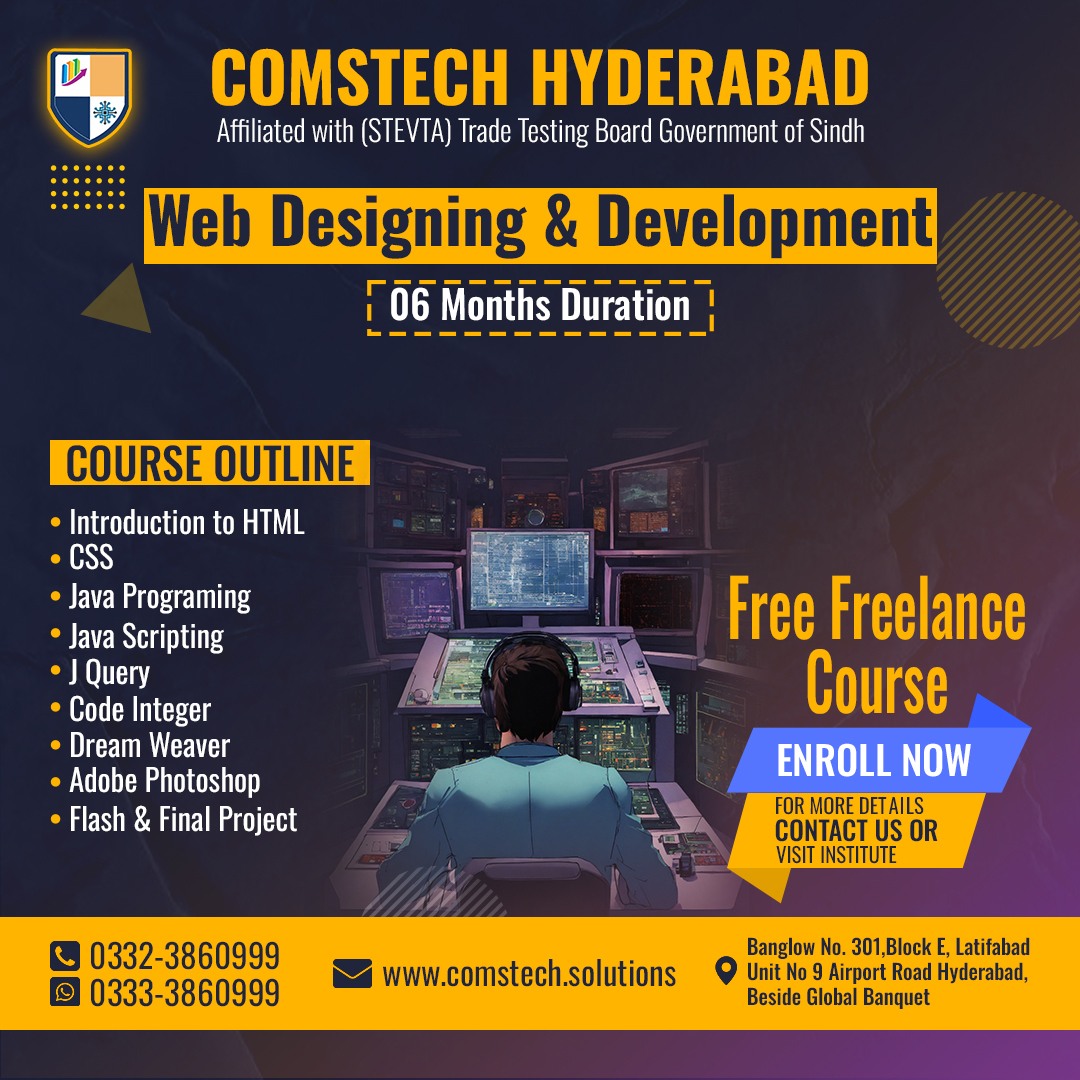 COMSTECH HYDERABAD
Affiliated with (STEVTA) Trade Testing Board Government of Sindh
Web Designing & Development
06 Months Duration
COURSE OUTLINE
• Introduction to HTML
• CSS
• Java Programing
• Java Scripting
• J Query
• Code Integer
• Dream Weaver
• Adobe Photoshop
• Flash & Final Project
Free Freelance
Course
ENROLL NOW
FOR MORE DETAILS
CONTACT US OR
VISIT INSTITUTE
0332-3860999
0333-3860999
www.comstech.solutions
Banglow No. 301,Block E, Latifabad
Unit No 9 Airport Road Hyderabad,
Beside Global Banquet